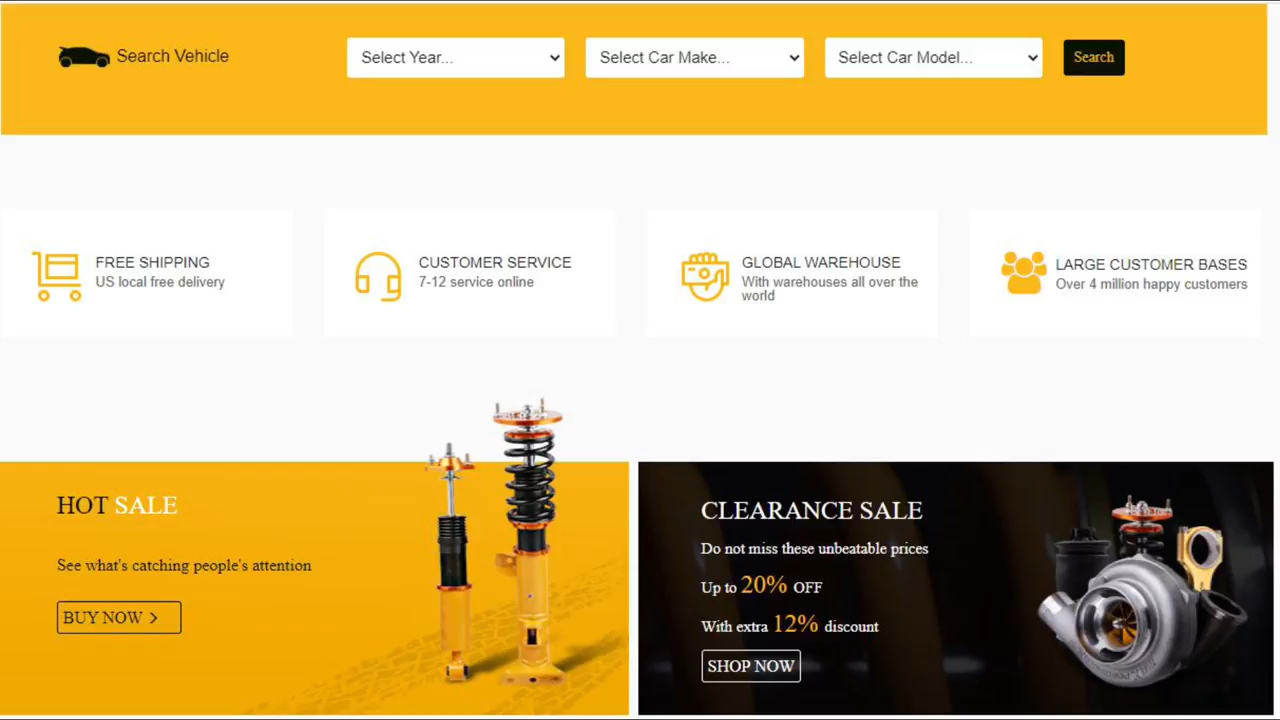 Search Vehicle
Select Year...
Select Car Make...
Select Car Model...
Search
FREE SHIPPING
US local free delivery
CUSTOMER SERVICE
7-12 service online
GLOBAL WAREHOUSE
With warehouses all over the
world
LARGE CUSTOMER BASES
Over 4 million happy customers
HOT SALE
See what's catching people's attention
BUY NOW >
CLEARANCE SALE
Do not miss these unbeatable prices
Up to 20% OFF
With extra 12% discount
SHOP NOW